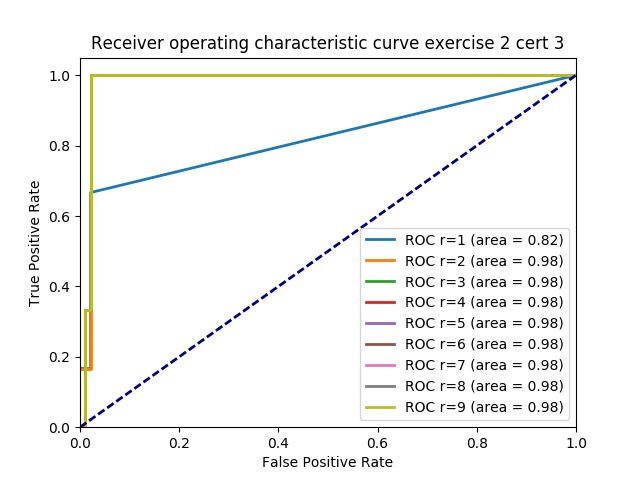 Receiver operating characteristic curve exercise 2 cert 3
1.0
0.8
0.6
0.4
0.2
0.0
True Positive Rate
ROC r=1 (area = 0.82)
ROC r=2 (area = 0.98)
ROC r=3 (area = 0.98)
ROC r=4 (area = 0.98)
ROC r=5 (area = 0.98)
ROC r=6 (area = 0.98)
ROC r=7 (area = 0.98)
ROC r=8 (area = 0.98)
ROC r=9 (area = 0.98)
0.0 0.2 0.4 0.6 0.8 1.0
False Positive Rate